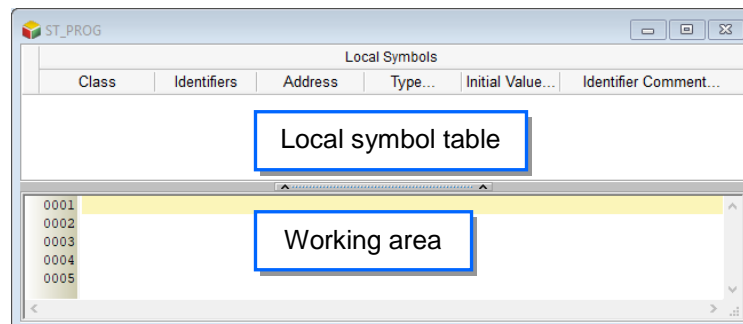 ST_PROG
Local Symbols
Class Identifiers Address Type... Initial Value... Identifier Comment...
Local symbol table
0001
0002
0003
0004
0005
Working area